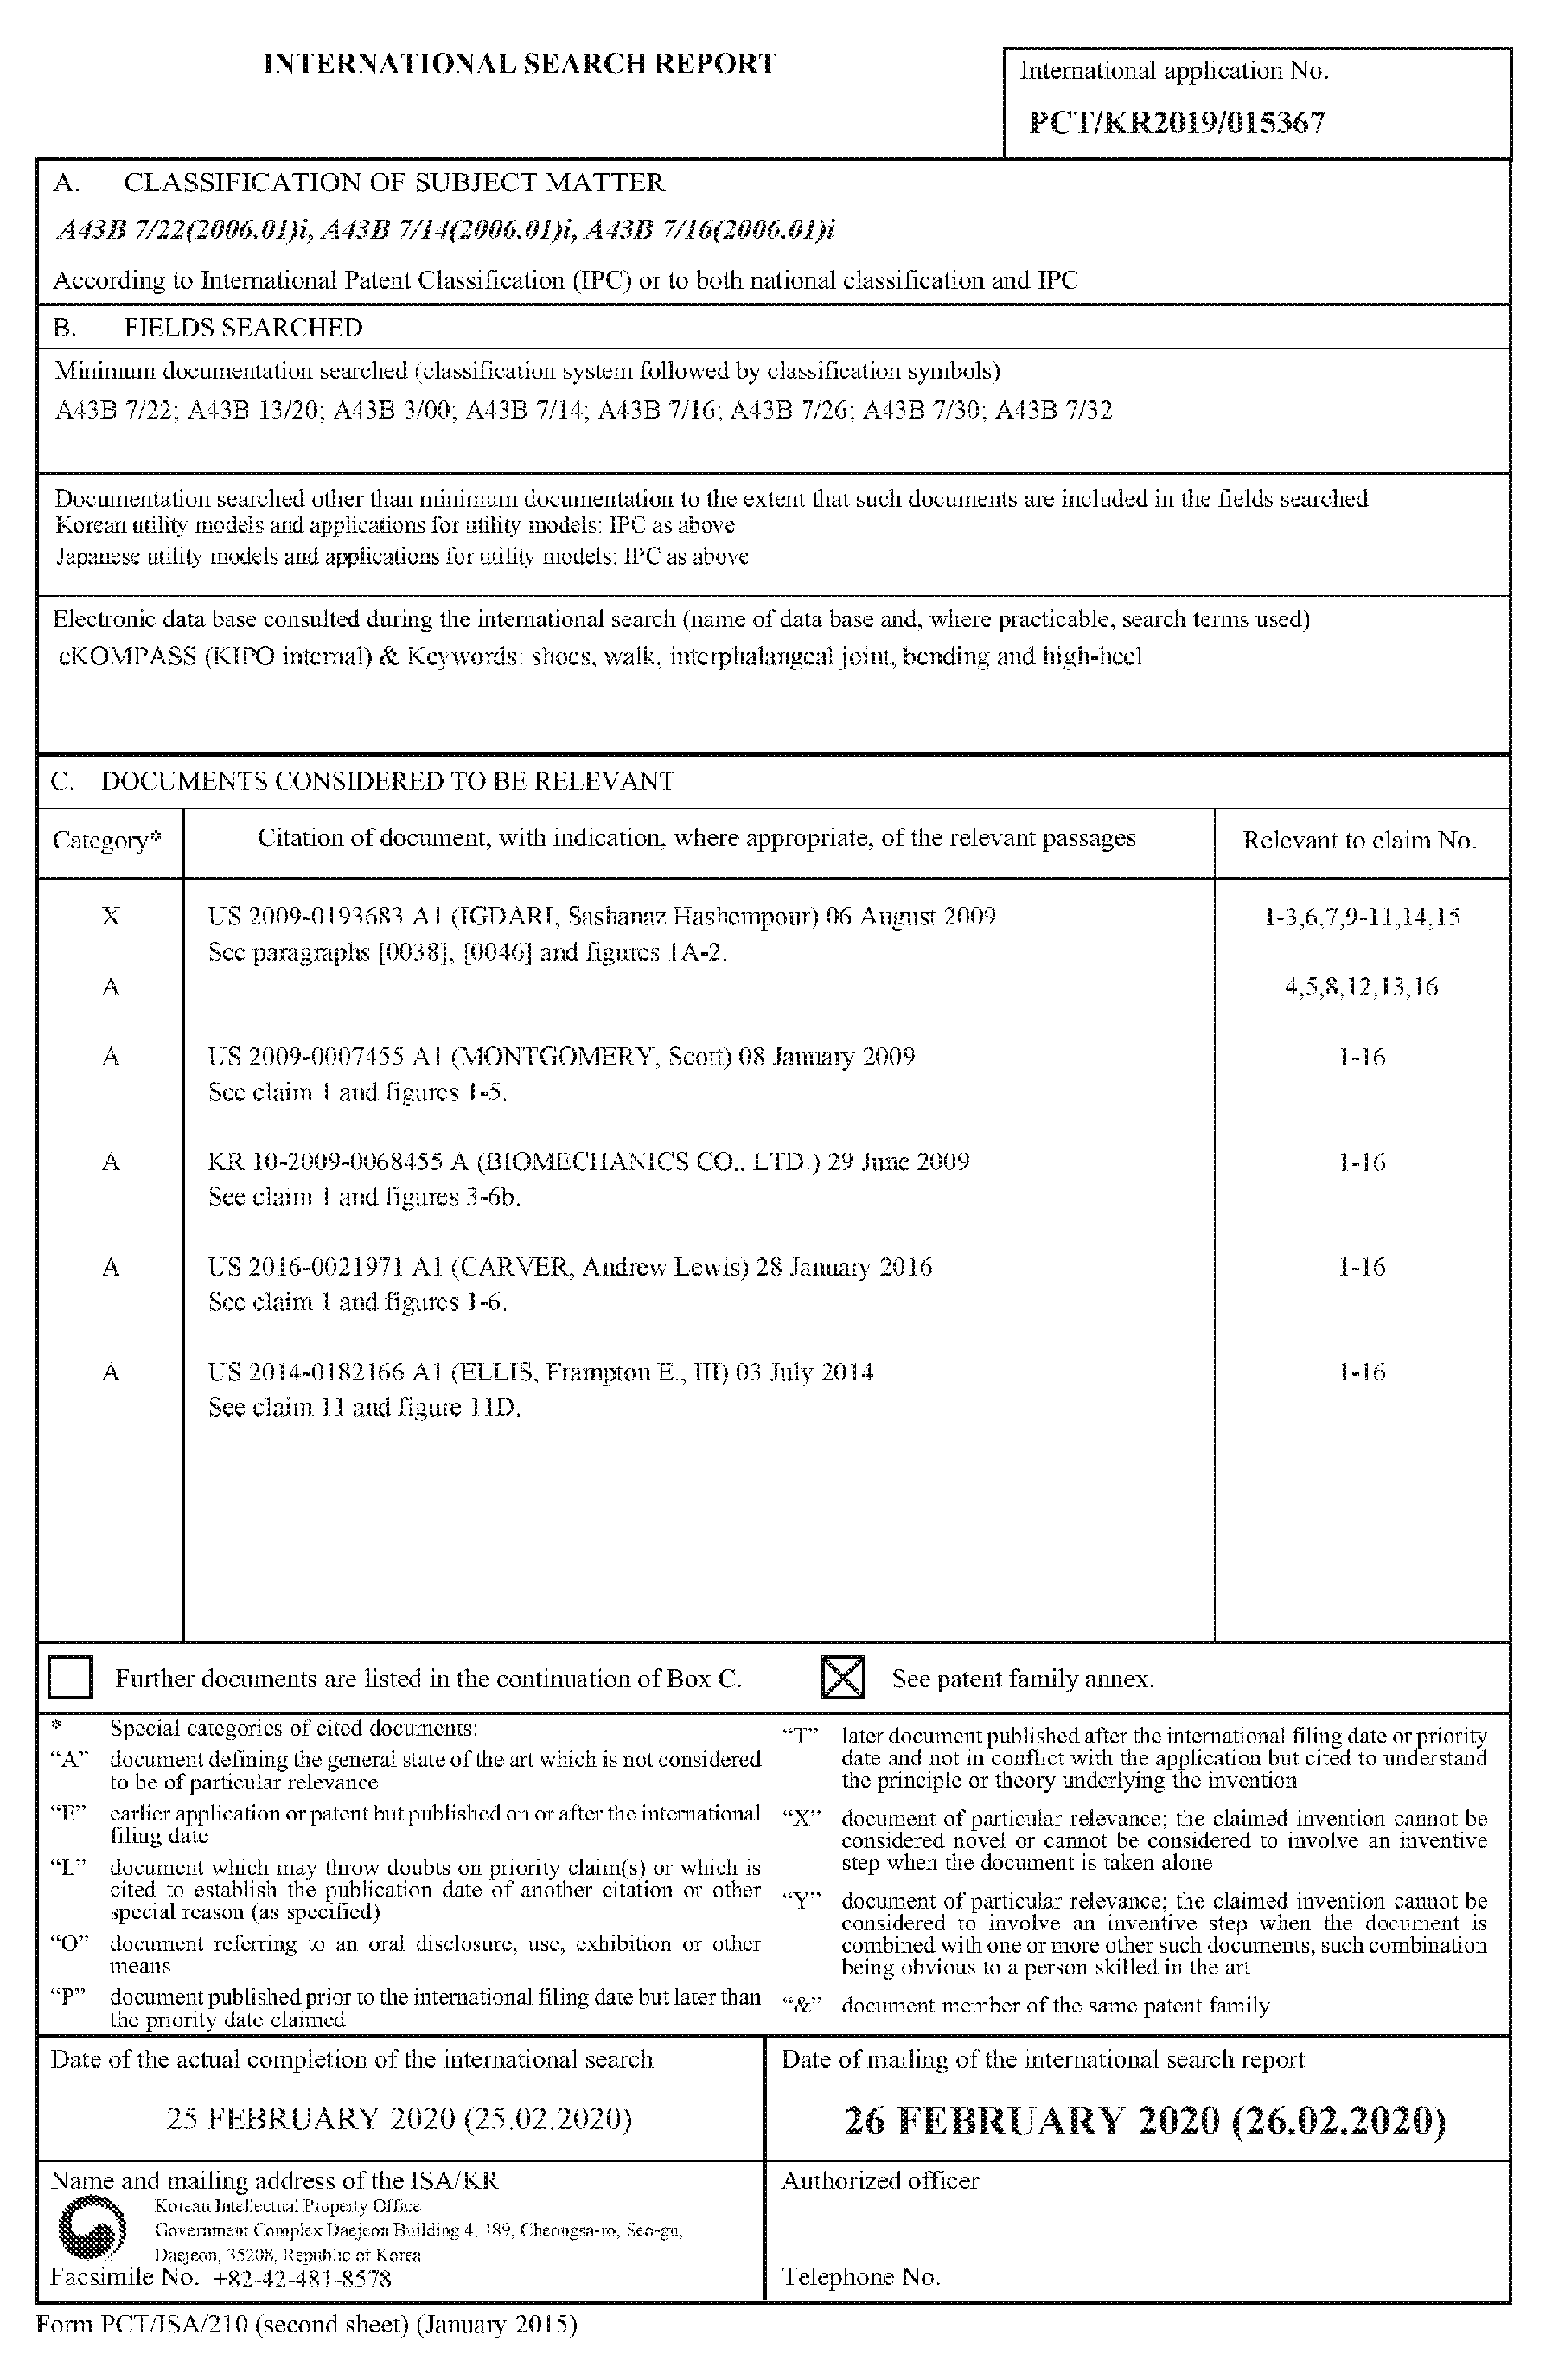 INTERNATIONAL SEARCH REPORT
International application No.
PCT/KR2019/015367
A. CLASSIFICATION OF SUBJECT MATTER
A43B 7/22(2006.01)i, A43B 7/14(2006.01)i, A43B 7/16(2006.01)i
According to International Patent Classification (IPC) or to both national classification and IPC
B. FIELDS SEARCHED
Minimum documentation searched (classification system followed by classification symbols)
A43B 7/22; A43B 13/20; A43B 3/00; A43B 7/14; A43B 7/16; A43B 7/26; A43B 7/30; A43B 7/32
Documentation searched other than minimum documentation to the extent that such documents are included in the fields searched
Korean utility models and applications for utility models: IPC as above
Japanese utility models and applications for utility models: IPC as above
Electronic data base consulted during the international search (name of data base and, where practicable, search terms used)
eKOMPASS (KIPO internal) & Keywords: shoes, walk, interphalangeal joint, bending and high-heel
C. DOCUMENTS CONSIDERED TO BE RELEVANT
Category*
Citation of document, with indication, where appropriate, of the relevant passages
Relevant to claim No.
X
US 2009-0193683 A1 (IGDARI, Sashanaz Hashempour) 06 August 2009
1-3,6,7,9-11,14,15
See paragraphs [0038], [0046] and figures 1A-2.
A
4,5,8,12,13,16
A
US 2009-0007455 A1 (MONTGOMERY, Scott) 08 January 2009
1-16
See claim 1 and figures 1-5.
A
KR 10-2009-0068455 A (BIOMECHANICS CO., LTD.) 29 June 2009
1-16
See claim 1 and figures 3-6b.
A
US 2016-0021971 A1 (CARVER, Andrew Lewis) 28 January 2016
1-16
See claim 1 and figures 1-6.
A
US 2014-0182166 A1 (ELLIS, Frampton E., III) 03 July 2014
1-16
See claim 11 and figure 11D.
Further documents are listed in the continuation of Box C.
See patent family annex.
* Special categories of cited documents:
"A" document defining the general state of the art which is not considered
to be of particular relevance
"E" earlier application or patent but published on or after the international
filing date
"L" document which may throw doubts on priority claim(s) or which is
cited to establish the publication date of another citation or other
special reason (as specified)
"O" document referring to an oral disclosure, use, exhibition or other
means
"P" document published prior to the international filing date but later than
the priority date claimed
"T" later document published after the international filing date or priority
date and not in conflict with the application but cited to understand
the principle or theory underlying the invention
"X" document of particular relevance; the claimed invention cannot be
considered novel or cannot be considered to involve an inventive
step when the document is taken alone
"Y" document of particular relevance; the claimed invention cannot be
considered to involve an inventive step when the document is
combined with one or more other such documents, such combination
being obvious to a person skilled in the art
"&" document member of the same patent family
Date of the actual completion of the international search
25 FEBRUARY 2020 (25.02.2020)
Date of mailing of the international search report
26 FEBRUARY 2020 (26.02.2020)
Name and mailing address of the ISA/KR
Korean Intellectual Property Office
Government Complex Daejeon Building 4, 189, Cheongsa-ro, Seo-gu,
Daejeon, 35208, Republic of Korea
Facsimile No. +82-42-481-8578
Authorized officer
Telephone No.
Form PCT/ISA/210 (second sheet) (January 2015)